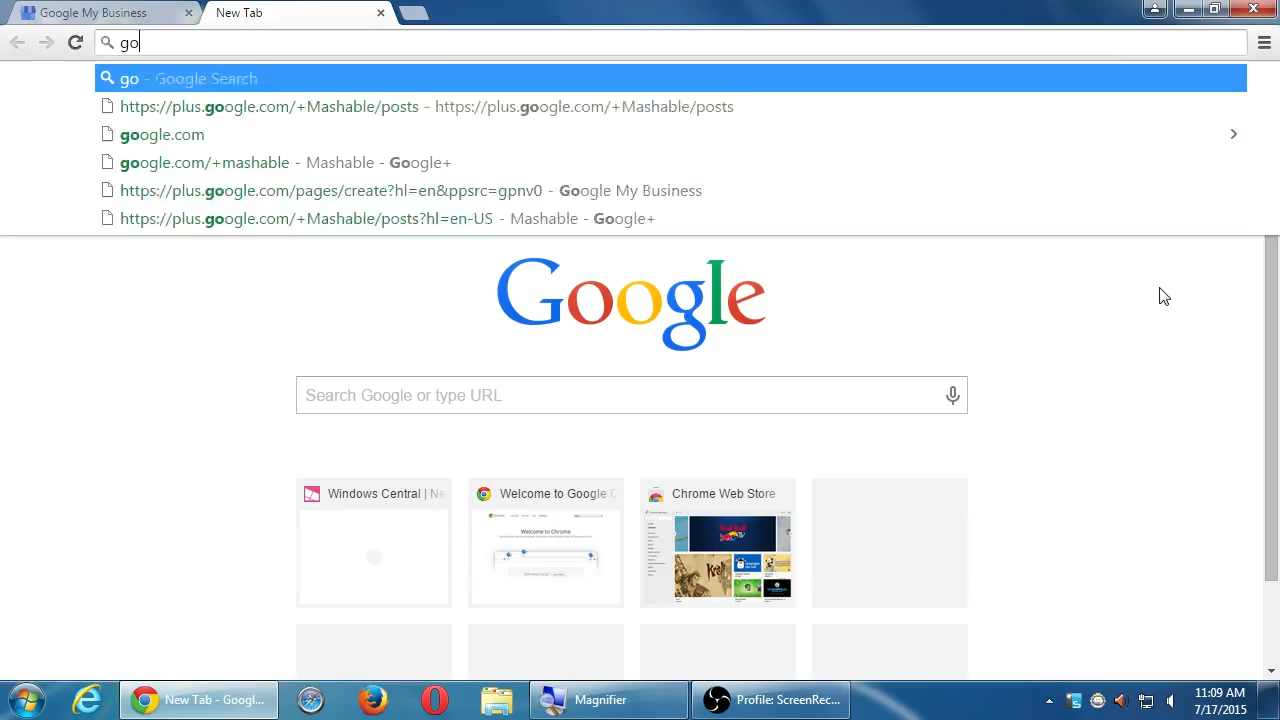 Google My Business
New Tab
go
go - Google Search
https://plus.google.com/+Mashable/posts - https://plus.google.com/+Mashable/posts
google.com
google.com/+mashable - Mashable - Google+
https://plus.google.com/pages/create?hl=en&ppsrc=gpnv0 - Google My Business
https://plus.google.com/+Mashable/posts?hl=en-US - Mashable - Google+
Google
Search Google or type URL
Windows Central | Ne
Welcome to Google C
Chrome Web Store
Welcome to Chrome
New Tab - Googl...
Magnifier
Profile: ScreenRec...
11:09 AM
7/17/2015